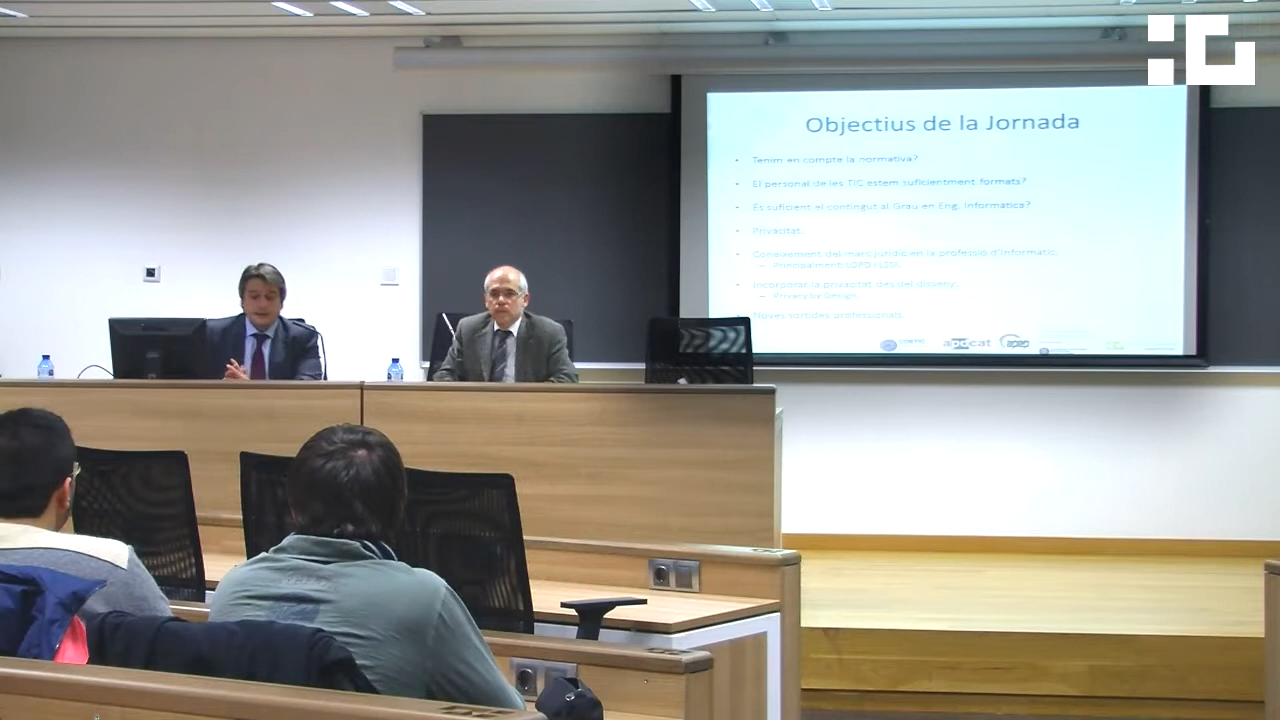 Objectius de la Jornada
• Tenim en compte la normativa?
• El personal de les TIC estem suficientment formats?
• És suficient el contingut al Grau en Eng. Informàtica?
• Privacitat.
• Coneixement del marc jurídic en la professió d'Informàtic.
– Principalment: LOPD i LSSI.
• Incorporar la privacitat des del disseny.
– Privacy by Design.
• Noves sortides professionals.
apdcat